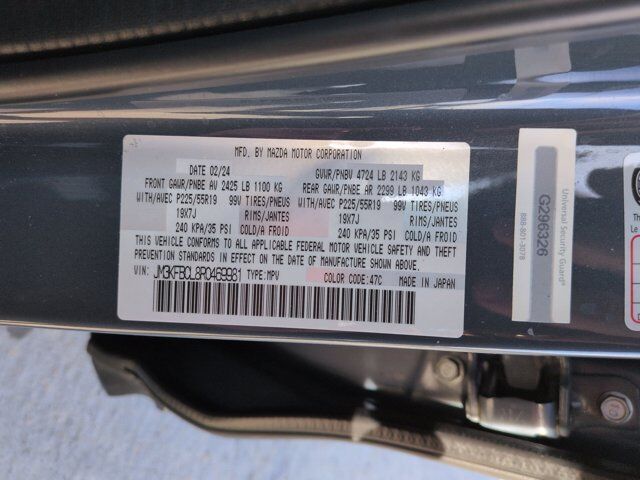 MFD. BY MAZDA MOTOR CORPORATION
DATE 02/24 GVWR/PNBV 4724 LB 2143 KG
FRONT GAWR/PNBE AV 2425 LB 1100 KG REAR GAWR/PNBE AR 2299 LB 1043 KG
WITH/AVEC P225/55R19 99V TIRES/PNEUS WITH/AVEC P225/55R19 99V TIRES/PNEUS
19X7J RIMS/JANTES 19X7J RIMS/JANTES
240 KPA/35 PSI COLD/A FROID 240 KPA/35 PSI COLD/A FROID
THIS VEHICLE CONFORMS TO ALL APPLICABLE FEDERAL MOTOR VEHICLE SAFETY AND THEFT
PREVENTION STANDARDS IN EFFECT ON THE DATE OF MANUFACTURE SHOWN ABOVE.
VIN: JM3KFBCL8R0469981 TYPE:MPV COLOR CODE:47C MADE IN JAPAN
Universal Security Guard®
G296326
888-801-3078